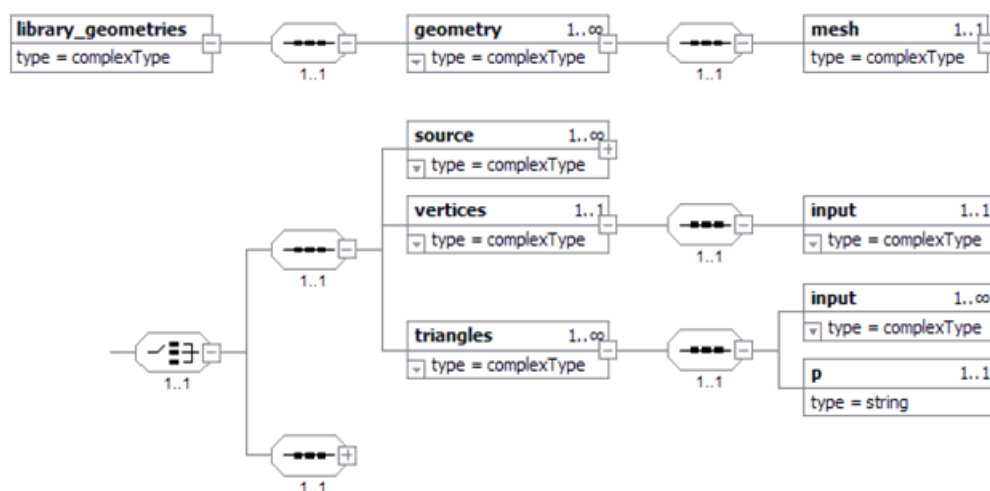 library_geometries
type = complexType
1..1
geometry 1..∞
type = complexType
1..1
mesh 1..1
type = complexType
source 1..∞
type = complexType
1..1
vertices 1..1
type = complexType
1..1
input 1..1
type = complexType
1..1
triangles 1..∞
type = complexType
1..1
input 1..∞
type = complexType
p 1..1
type = string
1..1